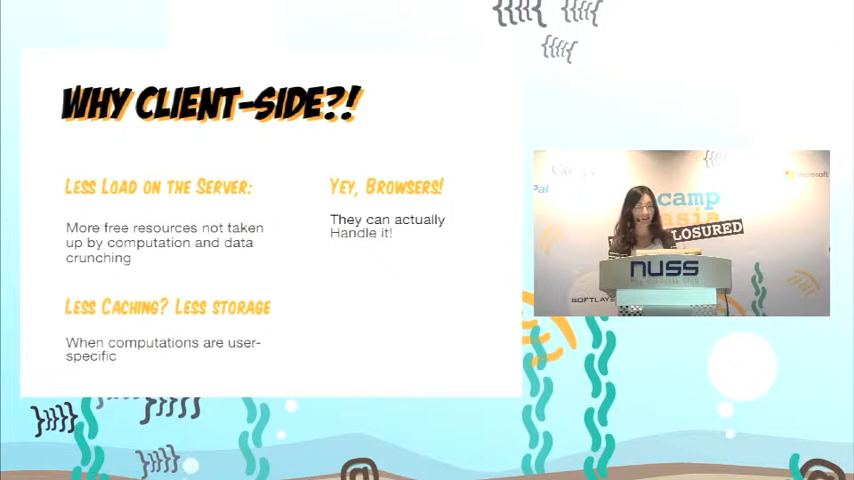 WHY CLIENT-SIDE?!
LESS LOAD ON THE SERVER:
More free resources not taken
up by computation and data
crunching
LESS CACHING? LESS STORAGE
When computations are user-
specific
YEY, BROWSERS!
They can actually
Handle it!
Microsoft
camp
asia
LOSURED
nuss
SOFTLAY